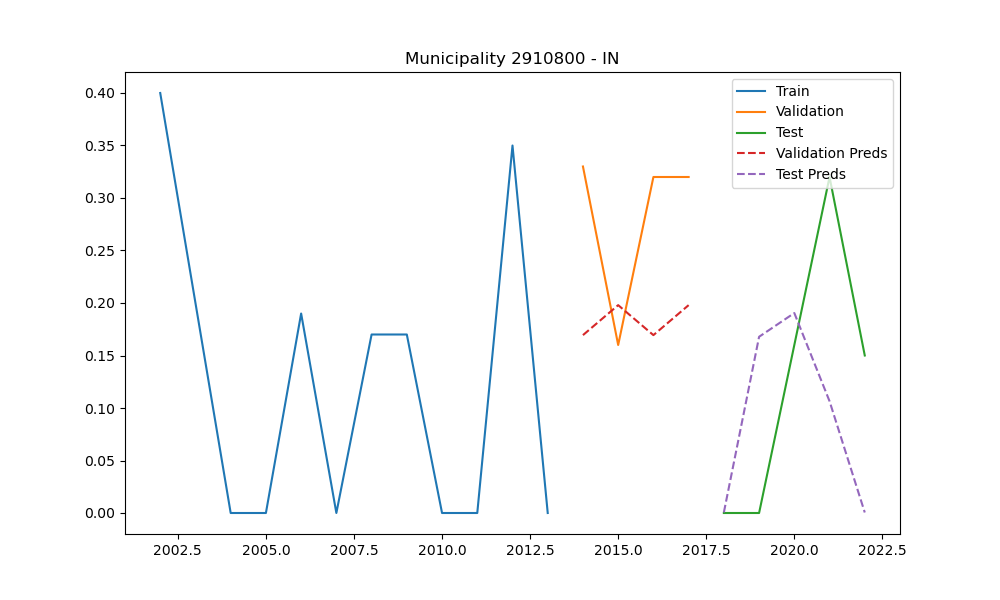 Municipality 2910800 - IN
Train
Validation
Test
Validation Preds
Test Preds
0.40
0.35
0.30
0.25
0.20
0.15
0.10
0.05
0.00
2002.5 2005.0 2007.5 2010.0 2012.5 2015.0 2017.5 2020.0 2022.5